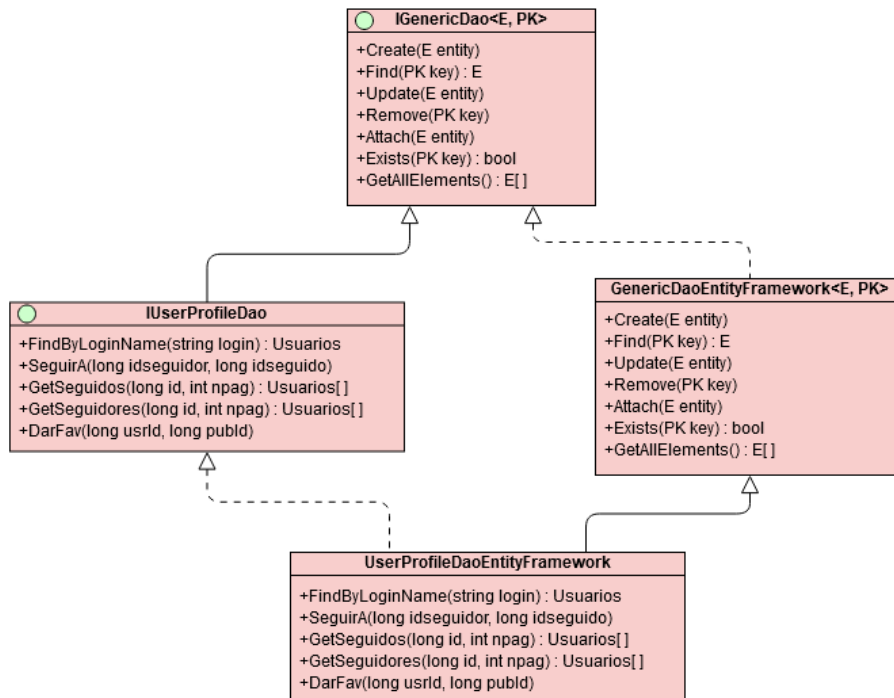 IGenericDao<E, PK>
+Create(E entity)
+Find(PK key) : E
+Update(E entity)
+Remove(PK key)
+Attach(E entity)
+Exists(PK key) : bool
+GetAllElements() : E[ ]
IUserProfileDao
+FindByLoginName(string login) : Usuarios
+SeguirA(long idseguidor, long idseguido)
+GetSeguidos(long id, int npag) : Usuarios[ ]
+GetSeguidores(long id, int npag) : Usuarios[ ]
+DarFav(long usrId, long pubId)
GenericDaoEntityFramework<E, PK>
+Create(E entity)
+Find(PK key) : E
+Update(E entity)
+Remove(PK key)
+Attach(E entity)
+Exists(PK key) : bool
+GetAllElements() : E[ ]
UserProfileDaoEntityFramework
+FindByLoginName(string login) : Usuarios
+SeguirA(long idseguidor, long idseguido)
+GetSeguidos(long id, int npag) : Usuarios[ ]
+GetSeguidores(long id, int npag) : Usuarios[ ]
+DarFav(long usrId, long pubId)